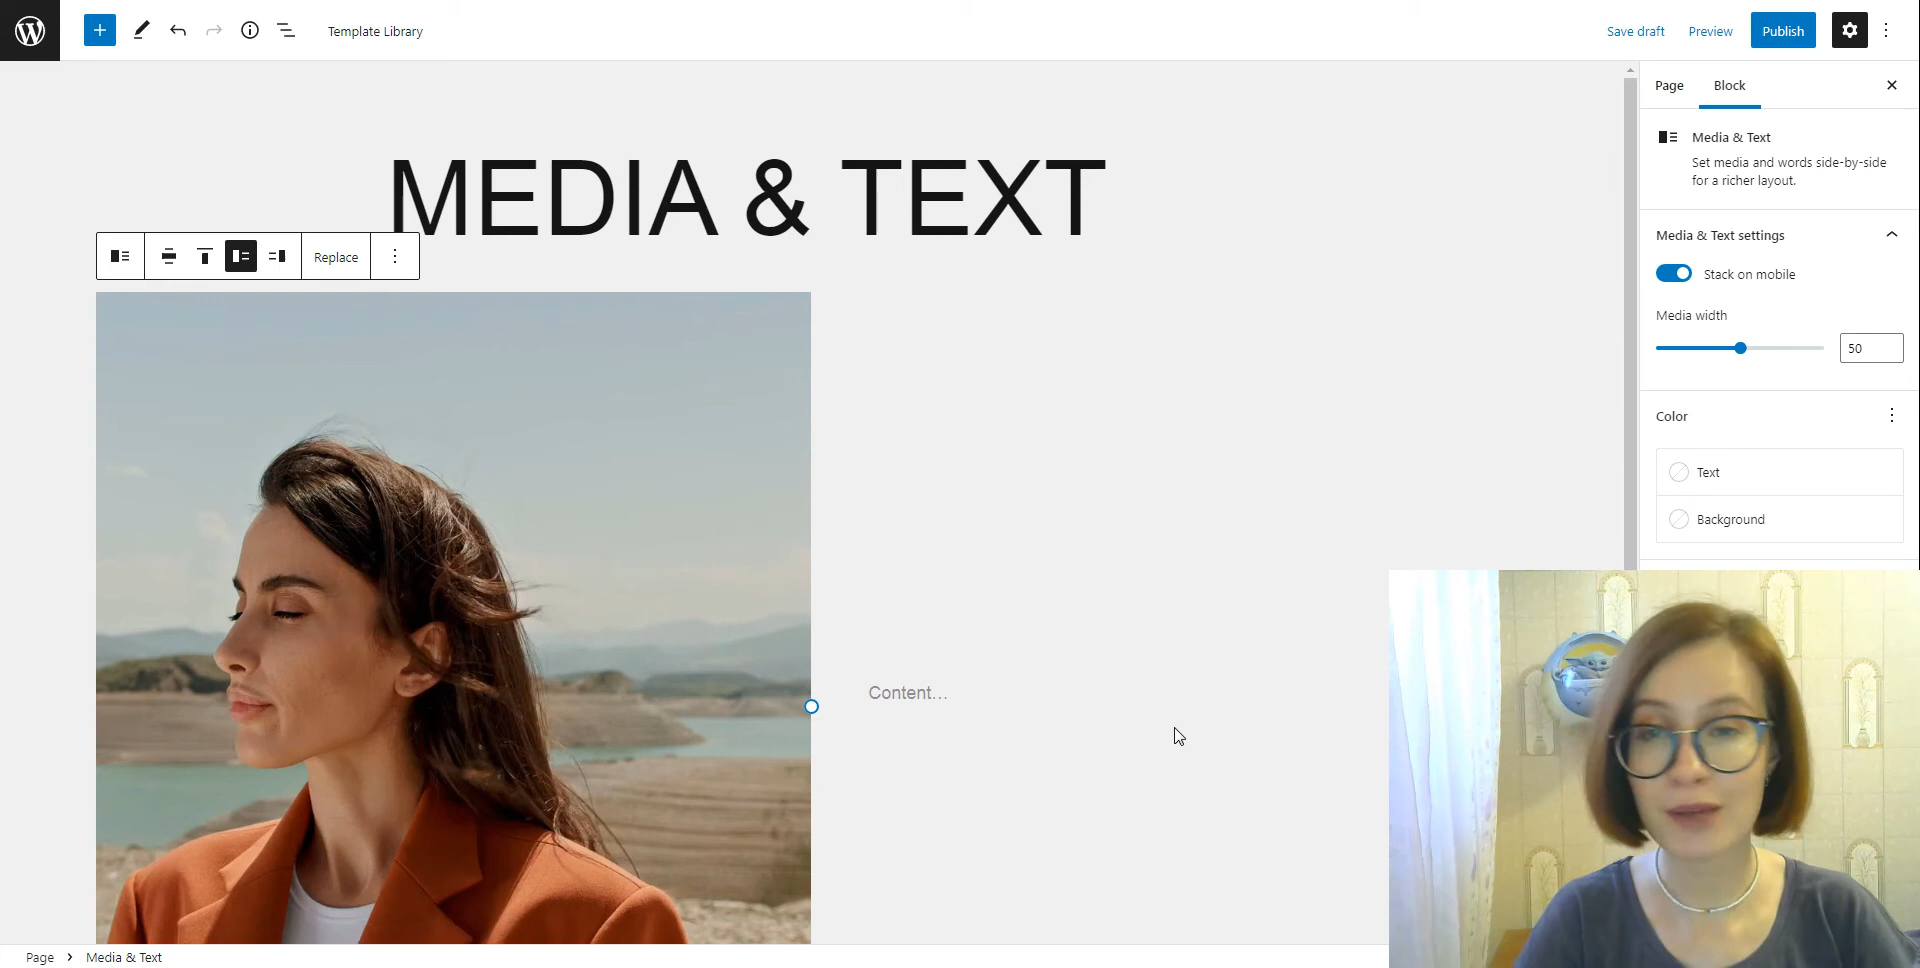 Template Library
Save draft
Preview
Publish
Page
Block
Media & Text
Set media and words side-by-side
for a richer layout.
Media & Text settings
Stack on mobile
Media width
50
Color
Text
Background
MEDIA & TEXT
Replace
Content...
Page
Media & Text